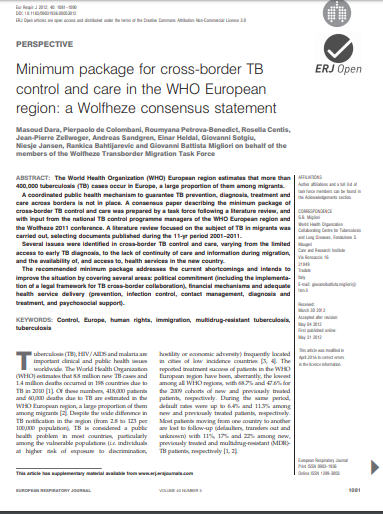 Eur Respir J 2012; 40: 1081–1090
DOI: 10.1183/09031936.00053012
ERJ Open articles are open access and distributed under the terms of the Creative Commons Attribution Non-Commercial Licence 3.0
PERSPECTIVE
ERJ Open
Minimum package for cross-border TB
control and care in the WHO European
region: a Wolfheze consensus statement
Masoud Dara, Pierpaolo de Colombani, Roumyana Petrova-Benedict, Rosella Centis,
Jean-Pierre Zellweger, Andreas Sandgren, Einar Heldal, Giovanni Sotgiu,
Niesje Jansen, Rankica Bahtijarevic and Giovanni Battista Migliori on behalf of the
members of the Wolfheze Transborder Migration Task Force
ABSTRACT: The World Health Organization (WHO) European region estimates that more than
400,000 tuberculosis (TB) cases occur in Europe, a large proportion of them among migrants.
A coordinated public health mechanism to guarantee TB prevention, diagnosis, treatment and
care across borders is not in place. A consensus paper describing the minimum package of
cross-border TB control and care was prepared by a task force following a literature review, and
with input from the national TB control programme managers of the WHO European region and
the Wolfheze 2011 conference. A literature review focused on the subject of TB in migrants was
carried out, selecting documents published during the 11-yr period 2001–2011.
Several issues were identified in cross-border TB control and care, varying from the limited
access to early TB diagnosis, to the lack of continuity of care and information during migration,
and the availability of, and access to, health services in the new country.
The recommended minimum package addresses the current shortcomings and intends to
improve the situation by covering several areas: political commitment (including the implementa-
tion of a legal framework for TB cross-border collaboration), financial mechanisms and adequate
health service delivery (prevention, infection control, contact management, diagnosis and
treatment, and psychosocial support).
KEYWORDS: Control, Europe, human rights, immigration, multidrug-resistant tuberculosis,
tuberculosis
AFFILIATIONS
Author affiliations and a full list of
task force members can be found in
the Acknowledgements section.
CORRESPONDENCE
G.B. Migliori
World Health Organization
Collaborating Centre for Tuberculosis
and Lung Diseases, Fondazione S.
Maugeri
Care and Research Institute
Via Roncaccio 16
21049
Tradate
Italy
E-mail: giovannibattista.migliori@
fsm.it
Received:
March 30 2012
Accepted after revision:
May 04 2012
First published online:
May 31 2012
This article was modified in
April 2014 to correct errors
in the licence information
Tuberculosis (TB), HIV/AIDS and malaria are
important clinical and public health issues
worldwide. The World Health Organization
(WHO) estimates that 8.8 million new TB cases and
1.4 million deaths occurred in 198 countries due to
TB in 2010 [1]. Of these numbers, 418,000 patients
and 60,000 deaths due to TB are estimated in the
WHO European region, a large proportion of them
among migrants [2]. Despite the wide difference in
TB notification in the region (from 2.8 to 123 per
100,000 population), TB is considered a public
health problem in most countries, particularly
among the vulnerable populations (i.e. individuals
at higher risk of exposure to discrimination,
hostility or economic adversity) frequently located
in cities of low incidence countries [3, 4]. The
reported treatment success of patients in the WHO
European region have been, aberrantly, the lowest
among all WHO regions, with 68.7% and 47.6% for
the 2009 cohorts of new and previously treated
patients, respectively. During the same period,
default rates were up to 6.4% and 11.3% among
new and previously treated patients, respectively.
Most patients moving from one country to another
are lost to follow-up (defaulters, transfers out and
unknown) with 11%, 17% and 22% among new,
previously treated and multidrug-resistant (MDR)-
TB patients, respectively [1, 2].
This article has supplementary material available from www.erj.ersjournals.com
European Respiratory Journal
Print ISSN 0903-1936
Online ISSN 1399-3003
EUROPEAN RESPIRATORY JOURNAL
VOLUME 40 NUMBER 5
1081